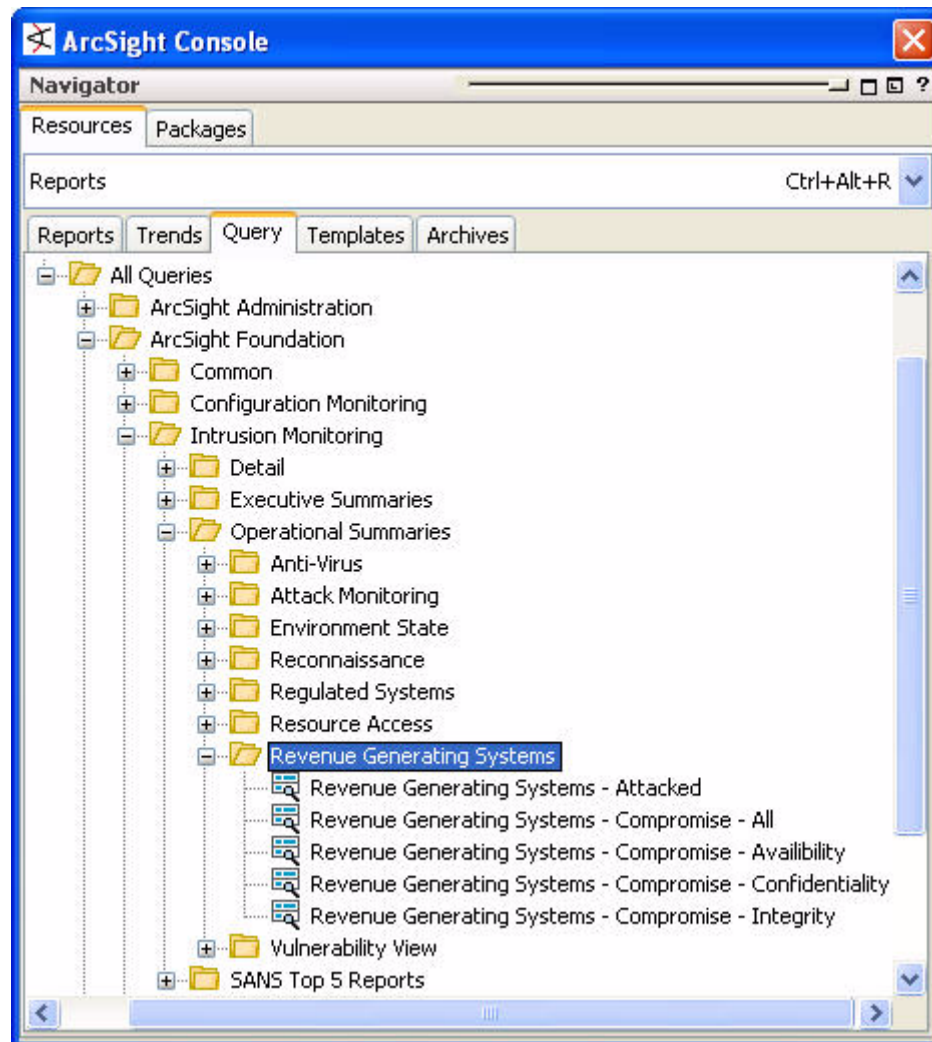 ArcSight Console
Navigator ?
Resources Packages
Reports Ctrl+Alt+R
Reports Trends Query Templates Archives
All Queries
ArcSight Administration
ArcSight Foundation
Common
Configuration Monitoring
Intrusion Monitoring
Detail
Executive Summaries
Operational Summaries
Anti-Virus
Attack Monitoring
Environment State
Reconnaissance
Regulated Systems
Resource Access
Revenue Generating Systems
Revenue Generating Systems - Attacked
Revenue Generating Systems - Compromise - All
Revenue Generating Systems - Compromise - Availibility
Revenue Generating Systems - Compromise - Confidentiality
Revenue Generating Systems - Compromise - Integrity
Vulnerability View
SANS Top 5 Reports